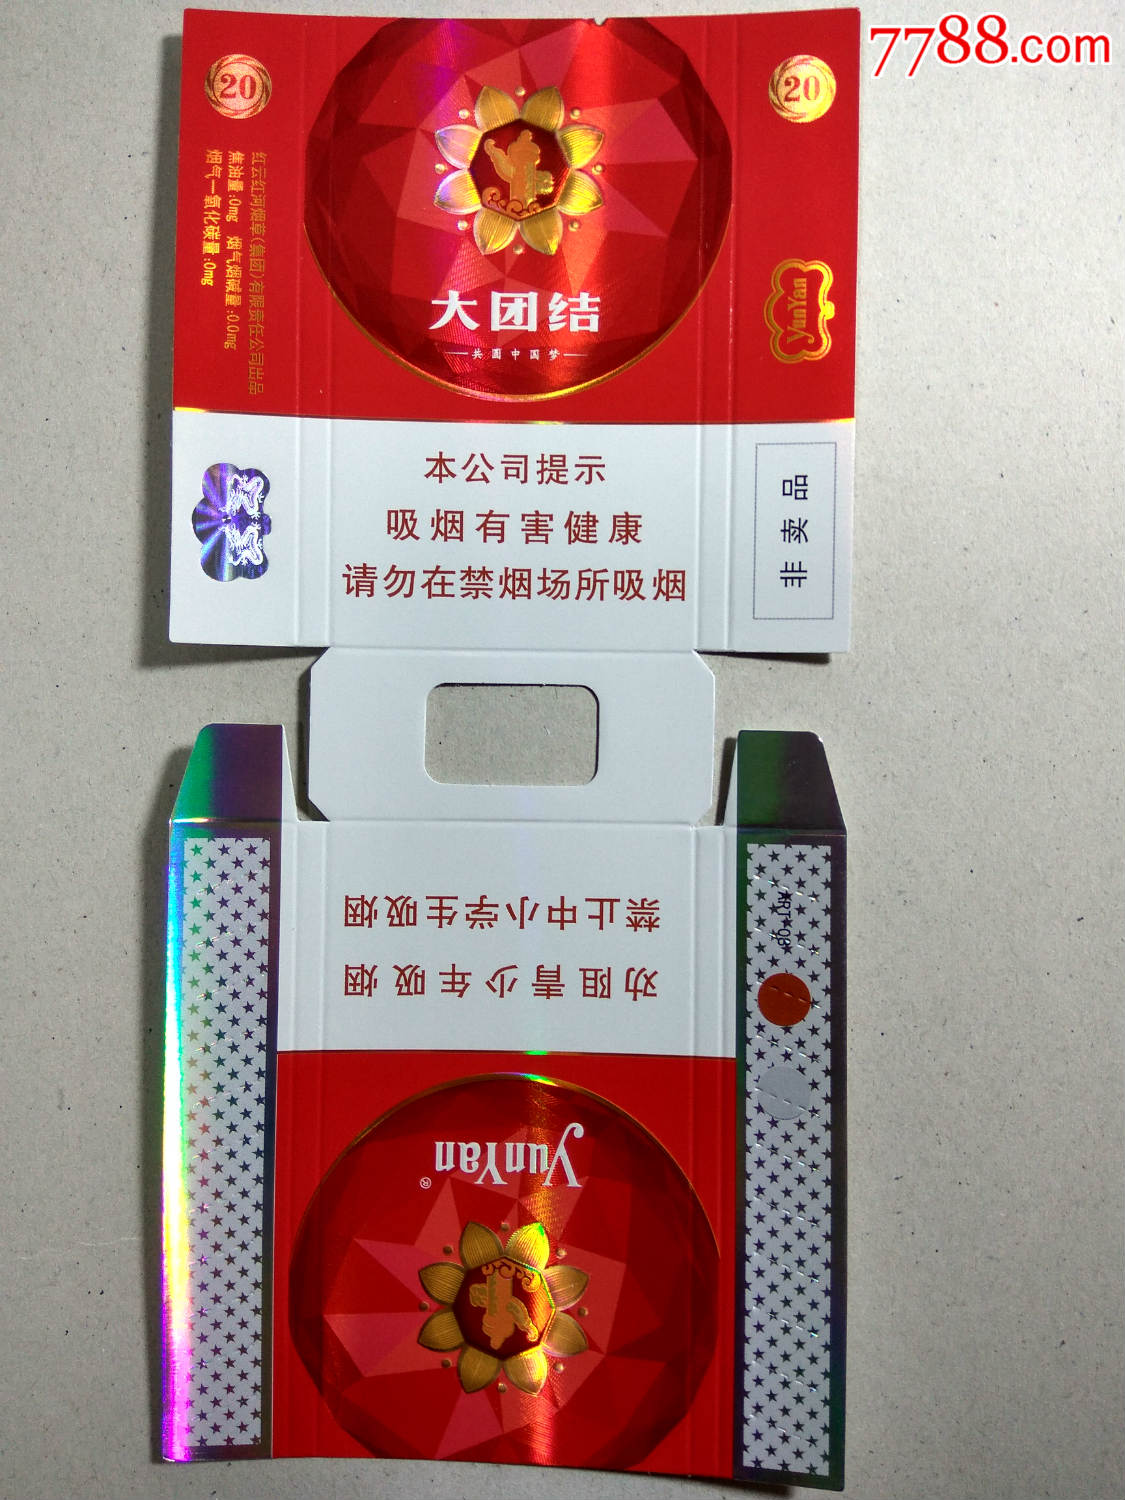 7788.com
20
20
红云红河烟草(集团)有限责任公司出品
焦油量:0mg 烟气烟碱量:0.0mg
烟气一氧化碳量:0mg
大团结
共圆中国梦
YunYan
本公司提示
吸烟有害健康
请勿在禁烟场所吸烟
非卖品
禁止中小学生吸烟
劝阻青少年吸烟
YunYan®